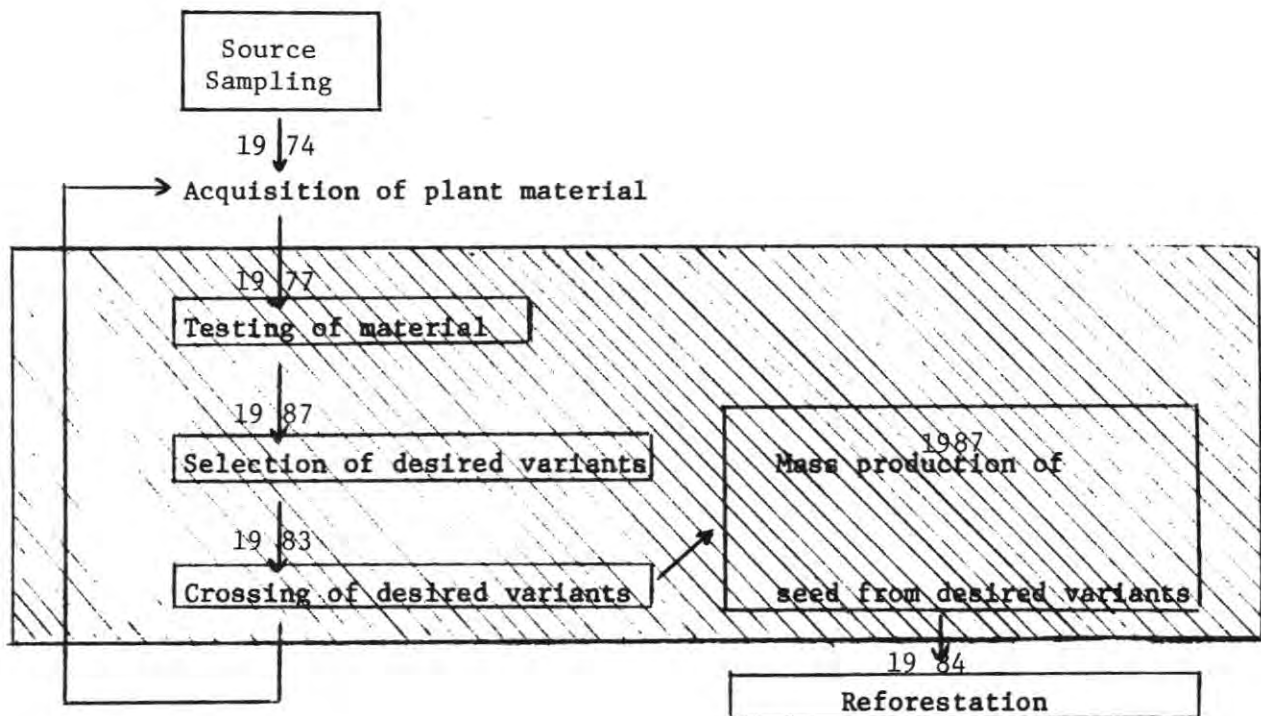 Source
Sampling
19 74
Acquisition of plant material
19 77
Testing of material
19 87
Selection of desired variants
19 83
Crossing of desired variants
1987
Mass production of
seed from desired variants
19 84
Reforestation